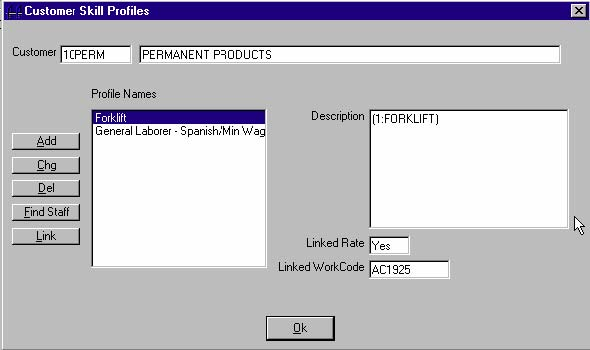 Customer Skill Profiles
Customer 10PERM PERMANENT PRODUCTS
Profile Names
Forklift
General Laborer - Spanish/Min Wag
Description (1:FORKLIFT)
Add
Chg
Del
Find Staff
Link
Linked Rate Yes
Linked WorkCode AC1925
Ok